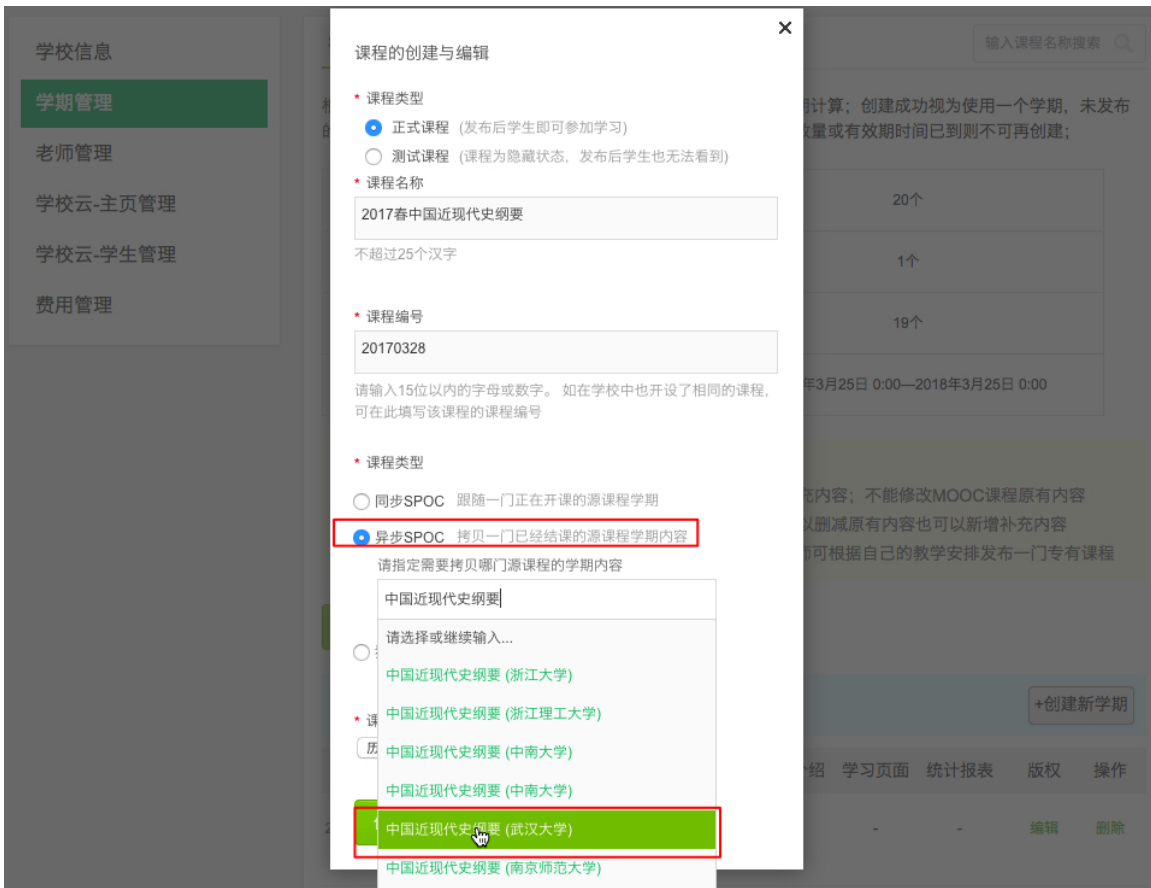 学校信息
学期管理
老师管理
学校云-主页管理
学校云-学生管理
费用管理
输入课程名称搜索
期计算；创建成功视为使用一个学期，未发布
数量或有效期时间已到则不可再创建；
20个
1个
19个
年3月25日 0:00—2018年3月25日 0:00
充内容；不能修改MOOC课程原有内容
以删减原有内容也可以新增补充内容
师可根据自己的教学安排发布一门专有课程
+创建新学期
绍 学习页面 统计报表 版权 操作
- - 编辑 删除
课程的创建与编辑
* 课程类型
正式课程 (发布后学生即可参加学习)
测试课程 (课程为隐藏状态，发布后学生也无法看到)
* 课程名称
2017春中国近现代史纲要
不超过25个汉字
* 课程编号
20170328
请输入15位以内的字母或数字。 如在学校中也开设了相同的课程，
可在此填写该课程的课程编号
* 课程类型
同步SPOC 跟随一门正在开课的源课程学期
异步SPOC 拷贝一门已经结课的源课程学期内容
请指定需要拷贝哪门源课程的学期内容
中国近现代史纲要
请选择或继续输入...
中国近现代史纲要 (浙江大学)
中国近现代史纲要 (浙江理工大学)
* 课
历
中国近现代史纲要 (中南大学)
中国近现代史纲要 (中南大学)
中国近现代史纲要 (武汉大学)
中国近现代史纲要 (南京师范大学)